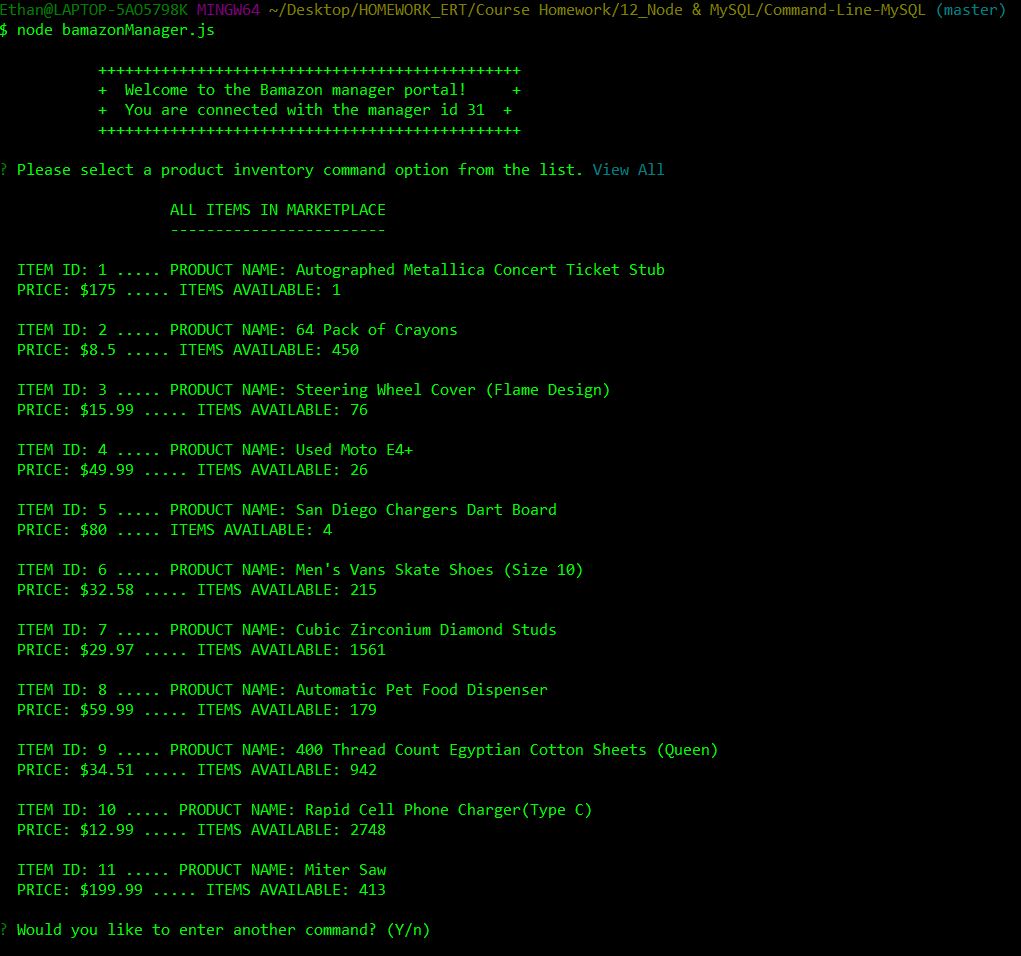 Ethan@LAPTOP-5AO5798K MINGW64 ~/Desktop/HOMEWORK_ERT/Course Homework/12_Node & MySQL/Command-Line-MySQL (master)
$ node bamazonManager.js
+++++++++++++++++++++++++++++++++++++++++++++++
+  Welcome to the Bamazon manager portal!     +
+  You are connected with the manager id 31  +
+++++++++++++++++++++++++++++++++++++++++++++++
? Please select a product inventory command option from the list. View All
ALL ITEMS IN MARKETPLACE
------------------------
ITEM ID: 1 ..... PRODUCT NAME: Autographed Metallica Concert Ticket Stub
PRICE: $175 ..... ITEMS AVAILABLE: 1
ITEM ID: 2 ..... PRODUCT NAME: 64 Pack of Crayons
PRICE: $8.5 ..... ITEMS AVAILABLE: 450
ITEM ID: 3 ..... PRODUCT NAME: Steering Wheel Cover (Flame Design)
PRICE: $15.99 ..... ITEMS AVAILABLE: 76
ITEM ID: 4 ..... PRODUCT NAME: Used Moto E4+
PRICE: $49.99 ..... ITEMS AVAILABLE: 26
ITEM ID: 5 ..... PRODUCT NAME: San Diego Chargers Dart Board
PRICE: $80 ..... ITEMS AVAILABLE: 4
ITEM ID: 6 ..... PRODUCT NAME: Men's Vans Skate Shoes (Size 10)
PRICE: $32.58 ..... ITEMS AVAILABLE: 215
ITEM ID: 7 ..... PRODUCT NAME: Cubic Zirconium Diamond Studs
PRICE: $29.97 ..... ITEMS AVAILABLE: 1561
ITEM ID: 8 ..... PRODUCT NAME: Automatic Pet Food Dispenser
PRICE: $59.99 ..... ITEMS AVAILABLE: 179
ITEM ID: 9 ..... PRODUCT NAME: 400 Thread Count Egyptian Cotton Sheets (Queen)
PRICE: $34.51 ..... ITEMS AVAILABLE: 942
ITEM ID: 10 ..... PRODUCT NAME: Rapid Cell Phone Charger(Type C)
PRICE: $12.99 ..... ITEMS AVAILABLE: 2748
ITEM ID: 11 ..... PRODUCT NAME: Miter Saw
PRICE: $199.99 ..... ITEMS AVAILABLE: 413
? Would you like to enter another command? (Y/n)